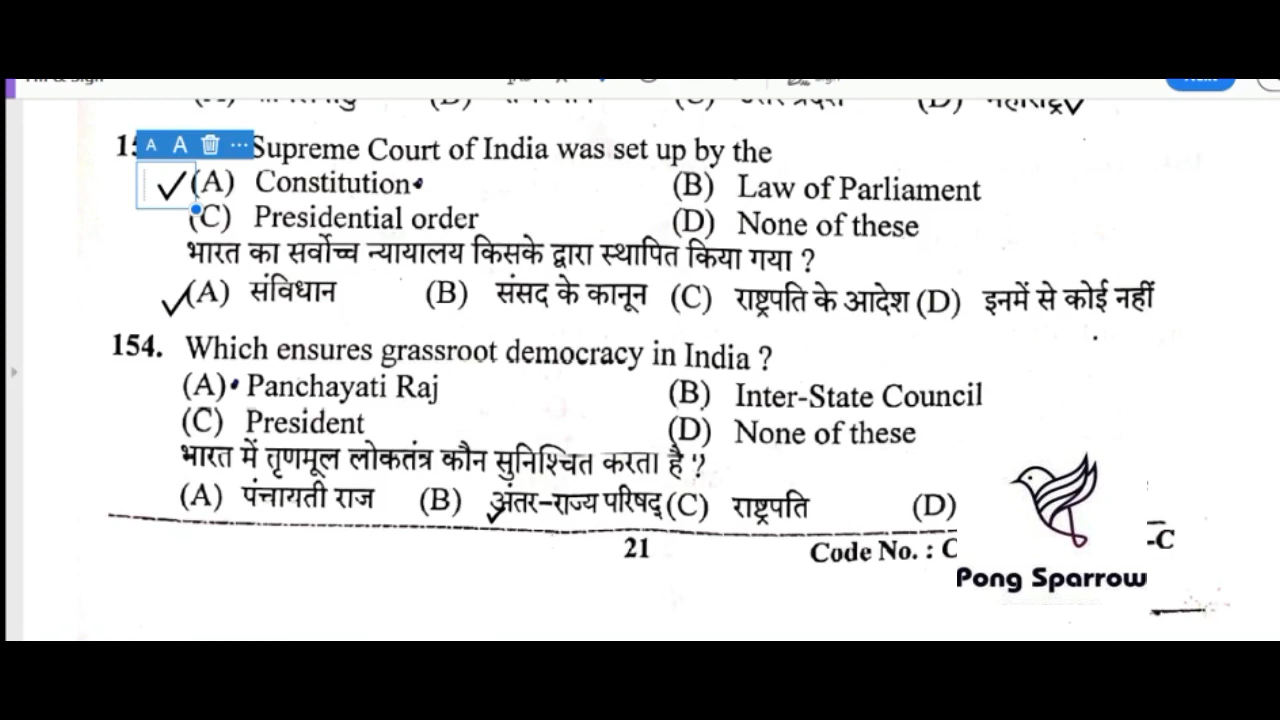 A A ...
Supreme Court of India was set up by the
(A) Constitution (B) Law of Parliament
(C) Presidential order (D) None of these
भारत का सर्वोच्च न्यायालय किसके द्वारा स्थापित किया गया ?
(A) संविधान (B) संसद के कानून (C) राष्ट्रपति के आदेश (D) इनमें से कोई नहीं
154. Which ensures grassroot democracy in India ?
(A) Panchayati Raj (B) Inter-State Council
(C) President (D) None of these
भारत में तृणमूल लोकतंत्र कौन सुनिश्चित करता है ?
(A) पंचायती राज (B) अंतर-राज्य परिषद् (C) राष्ट्रपति (D)
21 Code No. : C -C
Pong Sparrow